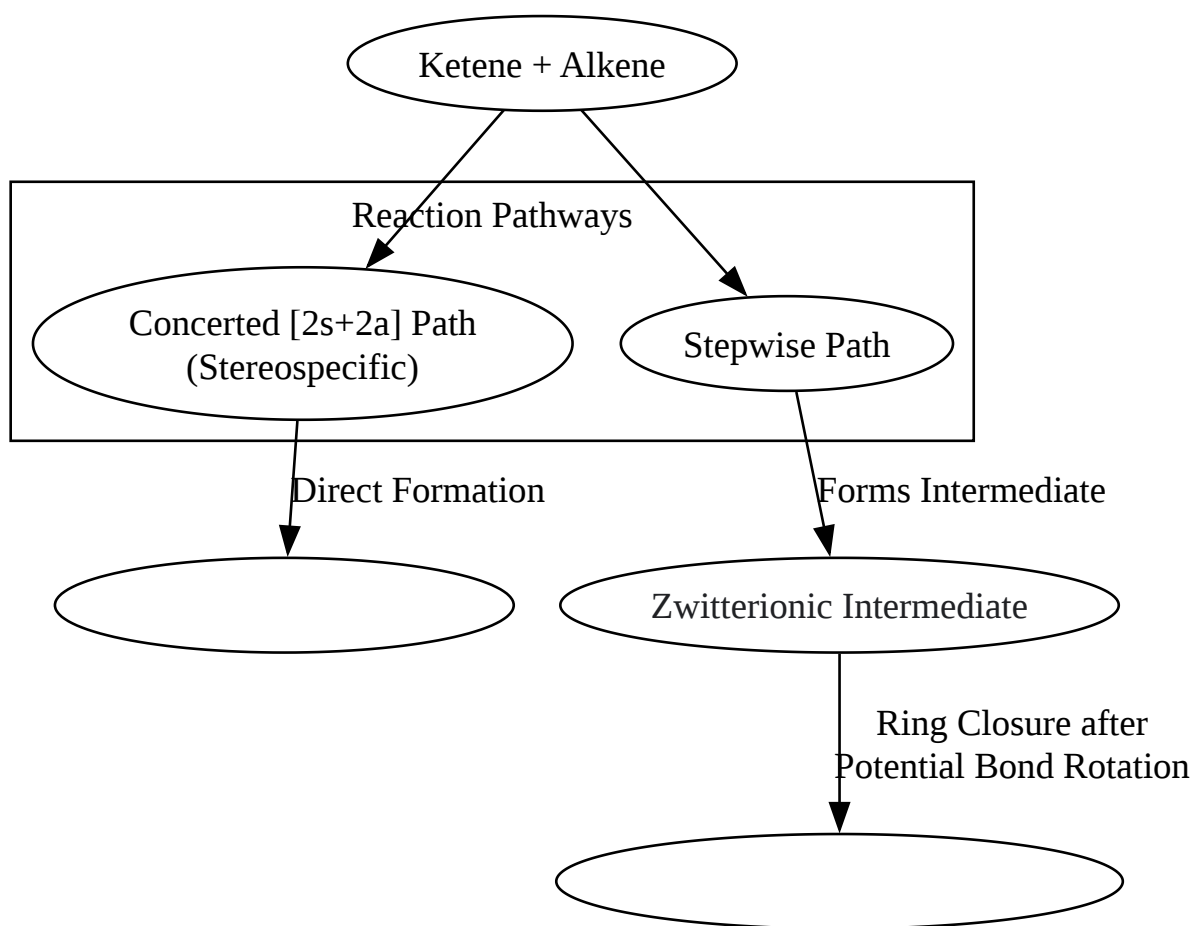 Ketene + Alkene
Reaction Pathways
Concerted [2s+2a] Path
(Stereospecific)
Stepwise Path
Direct Formation
Forms Intermediate
Zwitterionic Intermediate
Ring Closure after
Potential Bond Rotation